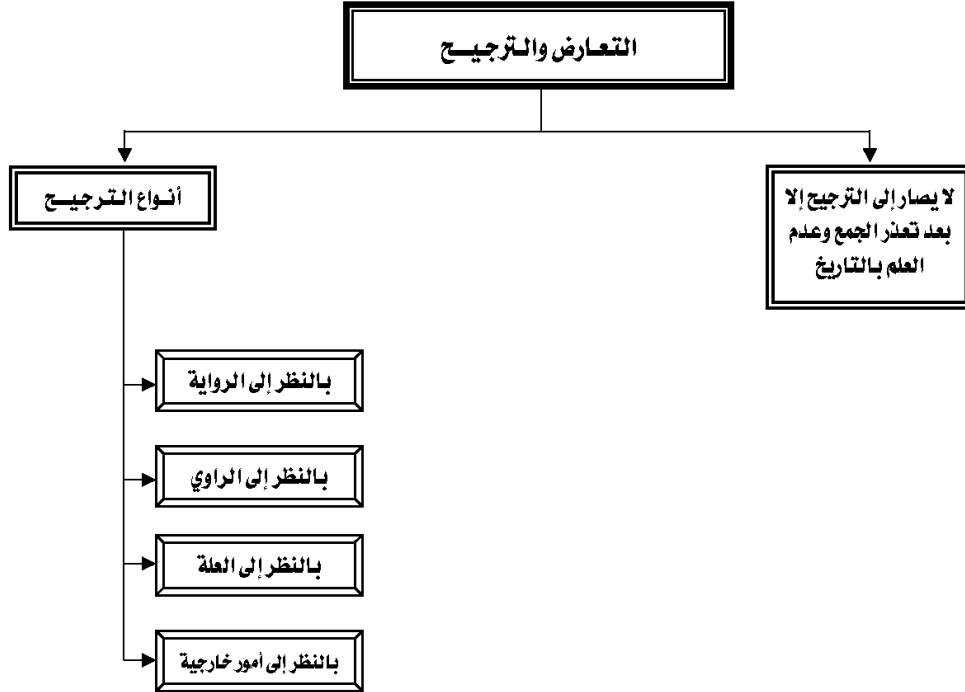 التعارض والترجيح
لا يصار إلى الترجيح إلا
بعد تعذر الجمع وعدم
العلم بالتاريخ
أنواع الترجيح
بالنظر إلى الرواية
بالنظر إلى الراوي
بالنظر إلى العلة
بالنظر إلى أمور خارجية